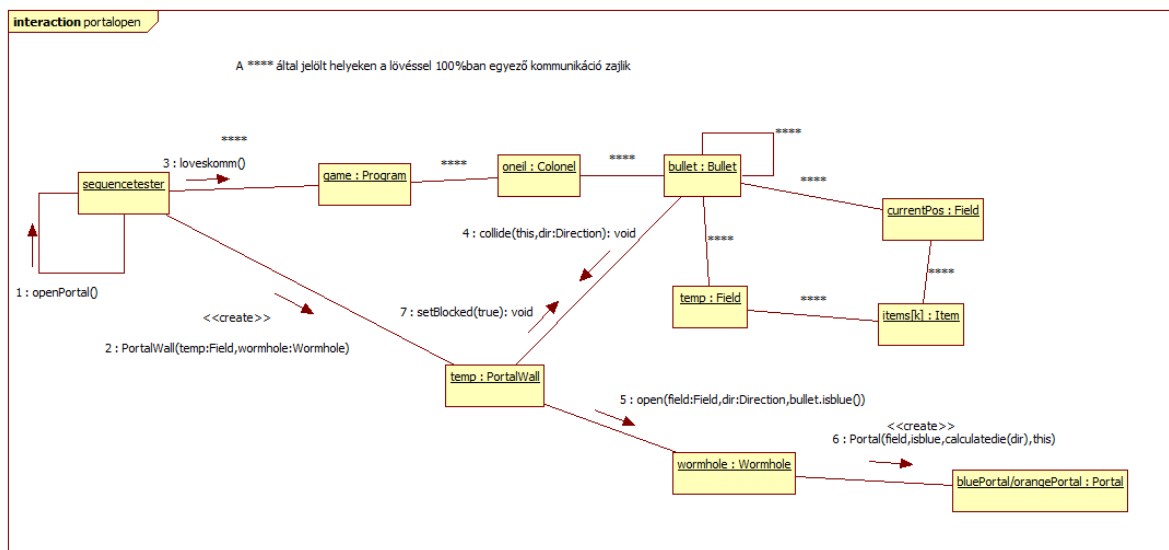 interaction portalopen
A **** által jelölt helyeken a lövéssel 100%ban egyező kommunikáció zajlik
****
3 : loveskomm()
sequencetester
game : Program
****
oneil : Colonel
****
bullet : Bullet
****
****
currentPos : Field
1 : openPortal()
4 : collide(this,dir:Direction): void
****
****
temp : Field
****
items[k] : Item
<<create>>
2 : PortalWall(temp:Field,wormhole:Wormhole)
7 : setBlocked(true): void
temp : PortalWall
5 : open(field:Field,dir:Direction,bullet.isblue())
<<create>>
6 : Portal(field,isblue,calculatedie(dir),this)
wormhole : Wormhole
bluePortal/orangePortal : Portal